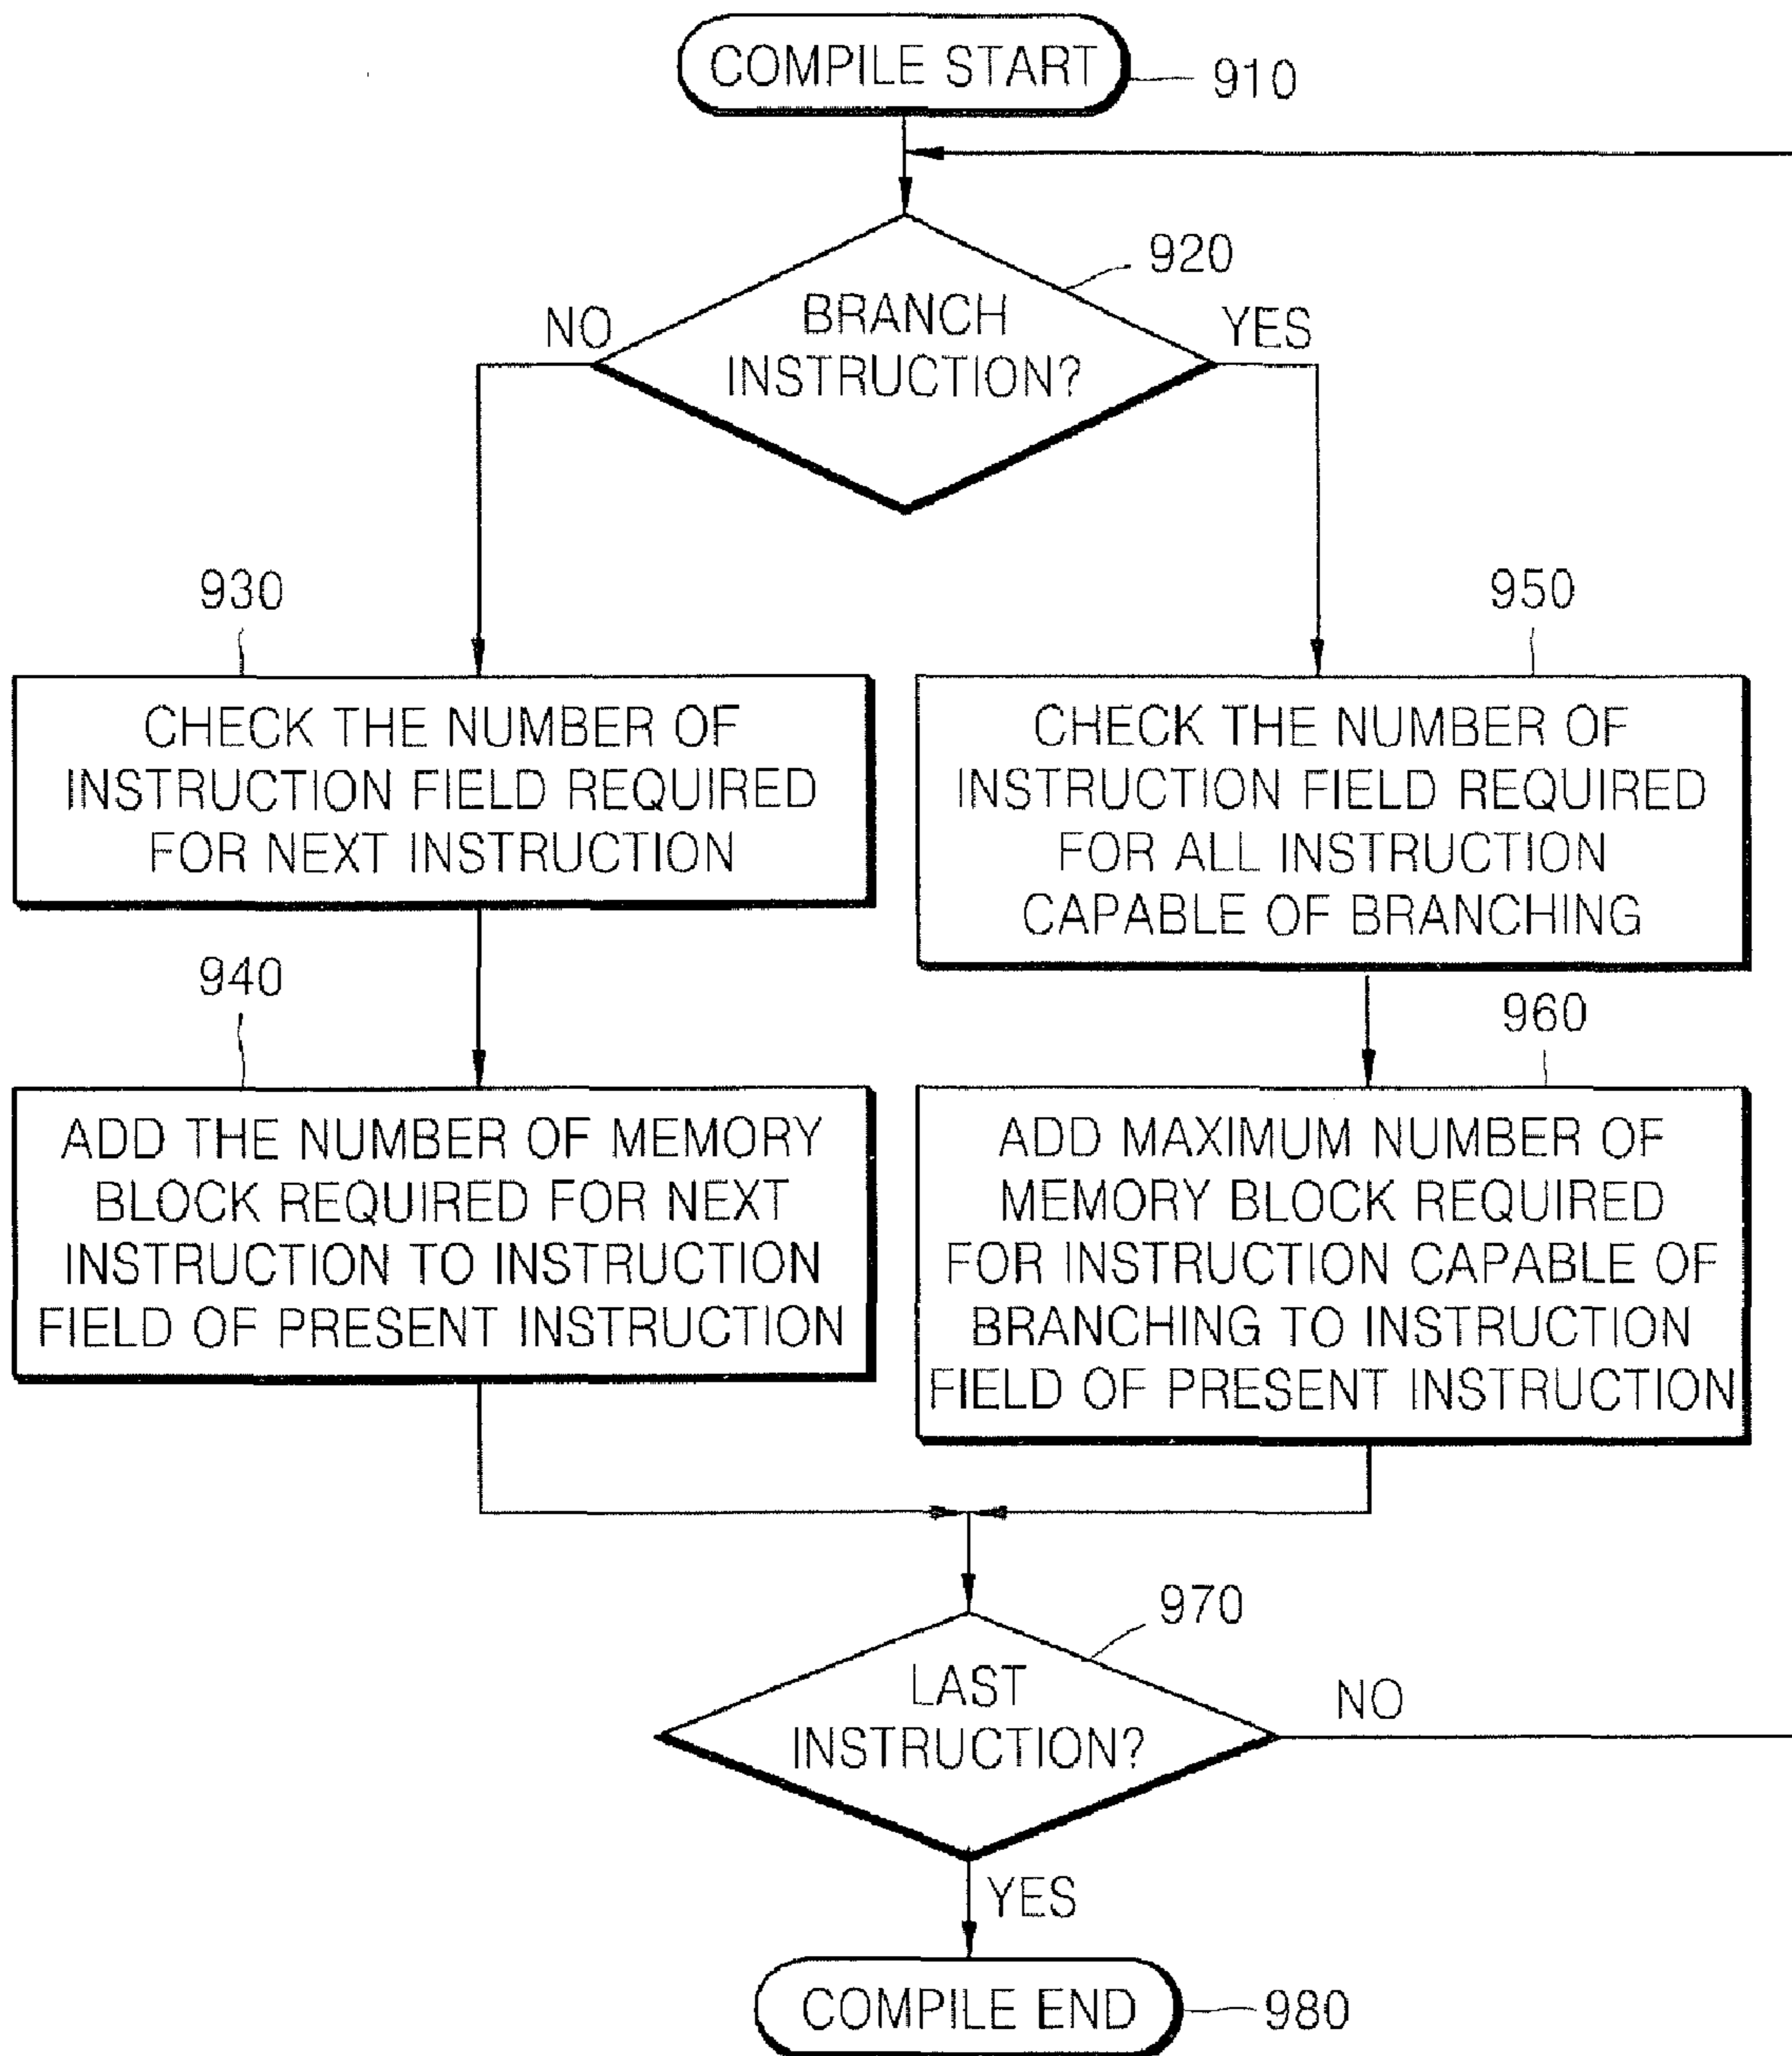 COMPILE START
910
920
NO
BRANCH
INSTRUCTION?
YES
930
CHECK THE NUMBER OF
INSTRUCTION FIELD REQUIRED
FOR NEXT INSTRUCTION
950
CHECK THE NUMBER OF
INSTRUCTION FIELD REQUIRED
FOR ALL INSTRUCTION
CAPABLE OF BRANCHING
940
ADD THE NUMBER OF MEMORY
BLOCK REQUIRED FOR NEXT
INSTRUCTION TO INSTRUCTION
FIELD OF PRESENT INSTRUCTION
960
ADD MAXIMUM NUMBER OF
MEMORY BLOCK REQUIRED
FOR INSTRUCTION CAPABLE OF
BRANCHING TO INSTRUCTION
FIELD OF PRESENT INSTRUCTION
970
LAST
INSTRUCTION?
NO
YES
COMPILE END
980